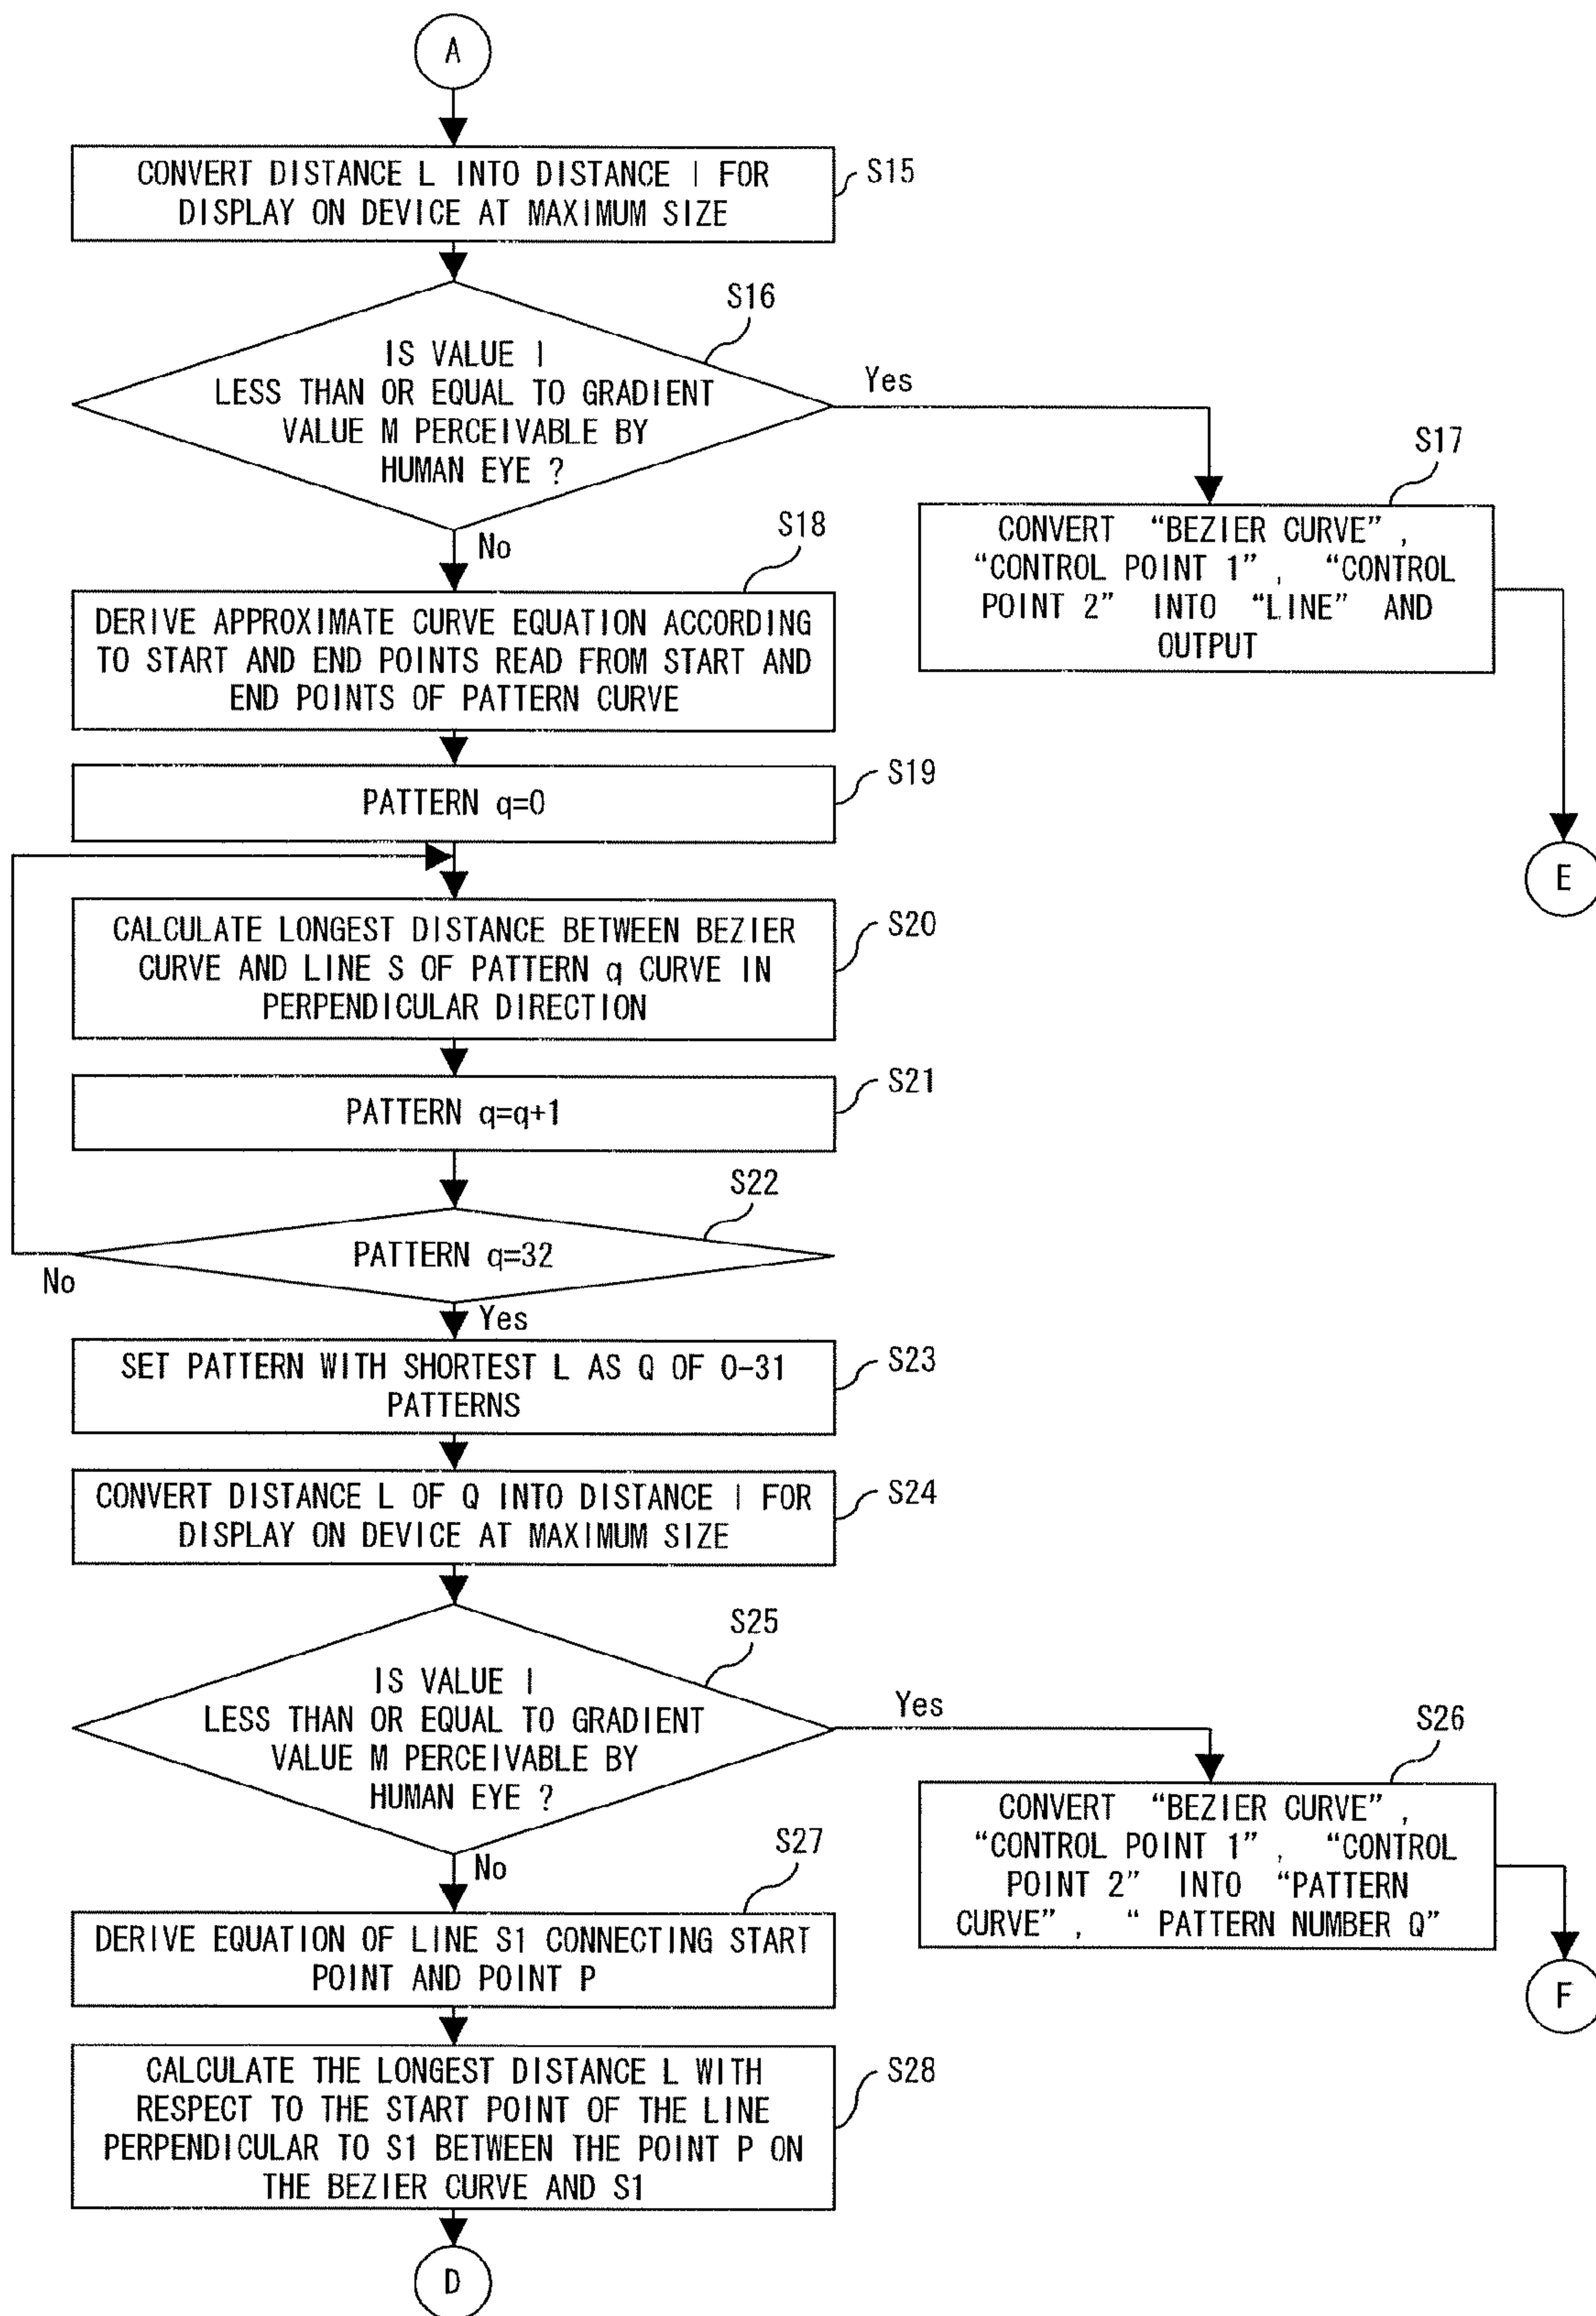 A
CONVERT DISTANCE L INTO DISTANCE l FOR
DISPLAY ON DEVICE AT MAXIMUM SIZE
S15
S16
IS VALUE l
LESS THAN OR EQUAL TO GRADIENT
VALUE M PERCEIVABLE BY
HUMAN EYE ?
Yes
No
S17
CONVERT “BEZIER CURVE” ,
“CONTROL POINT 1” , “CONTROL
POINT 2” INTO “LINE” AND
OUTPUT
E
S18
DERIVE APPROXIMATE CURVE EQUATION ACCORDING
TO START AND END POINTS READ FROM START AND
END POINTS OF PATTERN CURVE
PATTERN q=0
S19
CALCULATE LONGEST DISTANCE BETWEEN BEZIER
CURVE AND LINE S OF PATTERN q CURVE IN
PERPENDICULAR DIRECTION
S20
PATTERN q=q+1
S21
S22
PATTERN q=32
No
Yes
SET PATTERN WITH SHORTEST L AS Q OF 0-31
PATTERNS
S23
CONVERT DISTANCE L OF Q INTO DISTANCE l FOR
DISPLAY ON DEVICE AT MAXIMUM SIZE
S24
S25
IS VALUE l
LESS THAN OR EQUAL TO GRADIENT
VALUE M PERCEIVABLE BY
HUMAN EYE ?
Yes
No
S26
CONVERT “BEZIER CURVE” ,
“CONTROL POINT 1” , “CONTROL
POINT 2” INTO “PATTERN
CURVE” , “ PATTERN NUMBER Q”
F
S27
DERIVE EQUATION OF LINE S1 CONNECTING START
POINT AND POINT P
CALCULATE THE LONGEST DISTANCE L WITH
RESPECT TO THE START POINT OF THE LINE
PERPENDICULAR TO S1 BETWEEN THE POINT P ON
THE BEZIER CURVE AND S1
S28
D